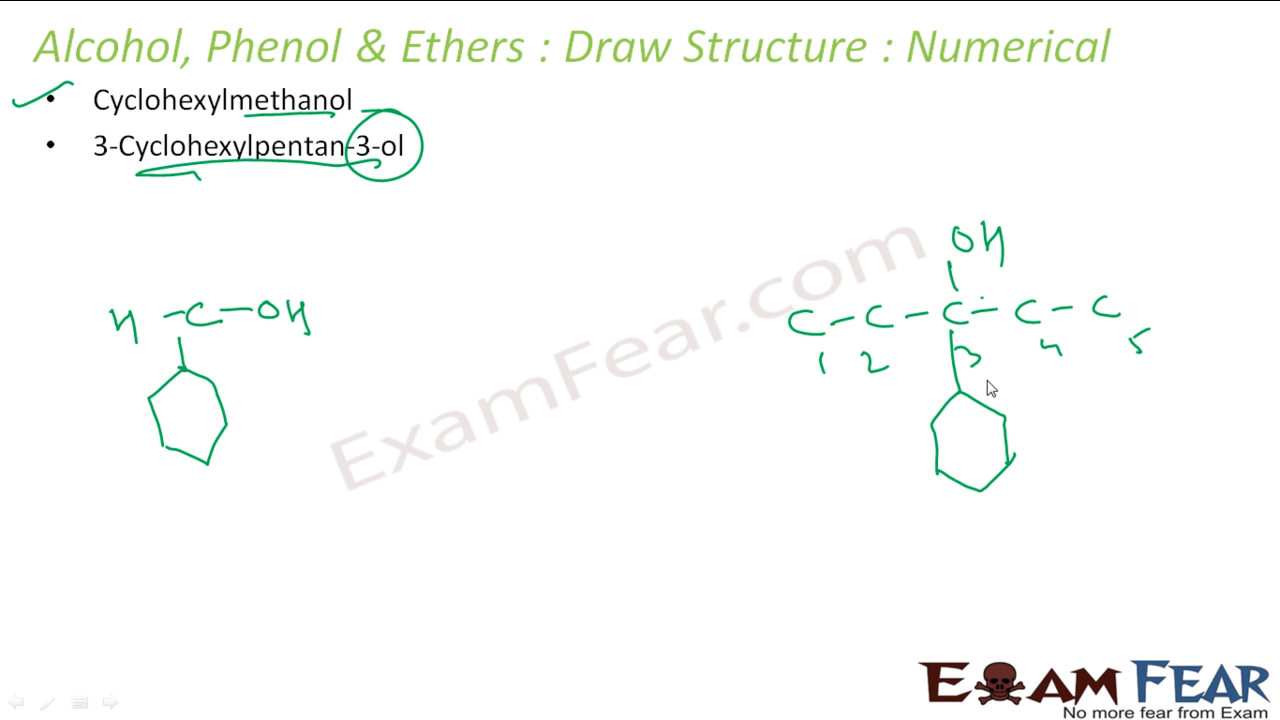 Alcohol, Phenol & Ethers : Draw Structure : Numerical
• Cyclohexylmethanol
• 3-Cyclohexylpentan-3-ol
OH
H - C - OH
C - C - C - C - C
1 2 3 4 5
ExamFear.com
EXAM FEAR
No more fear from Exam